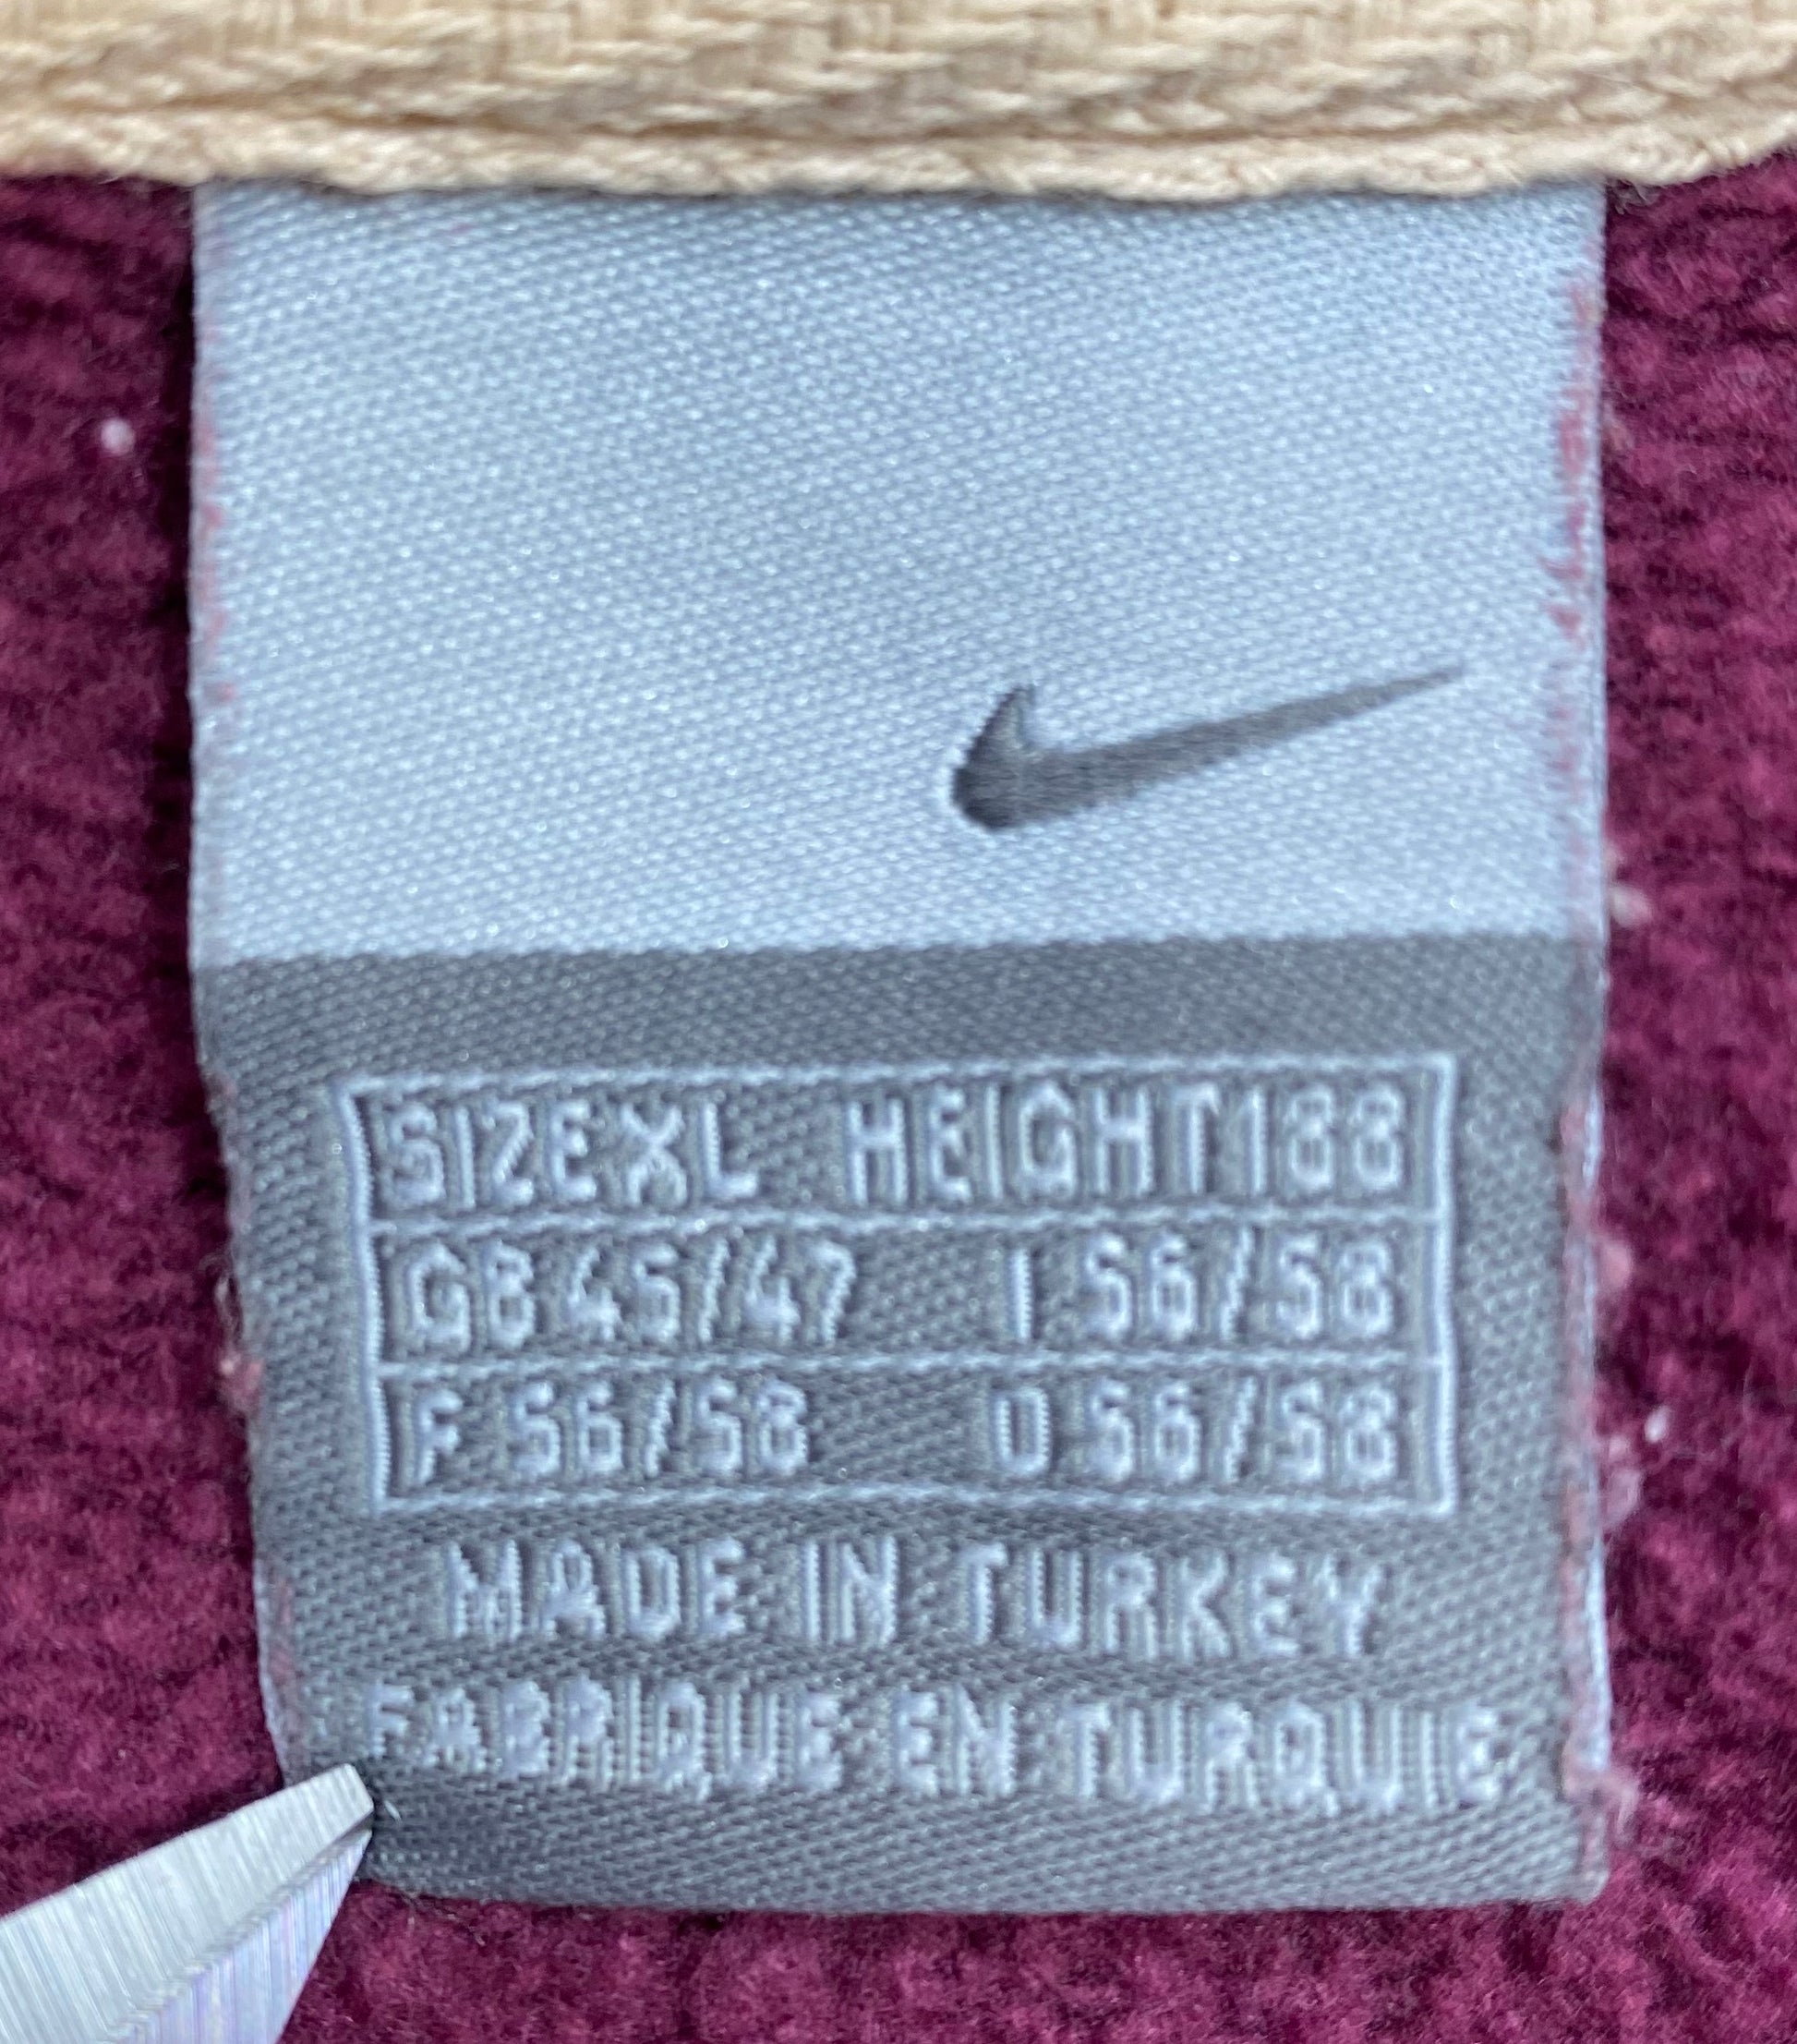 SIZE XL HEIGHT 188
GB 45/47 I 56/58
F 56/58 D 56/58
MADE IN TURKEY
FABRIQUE EN TURQUIE